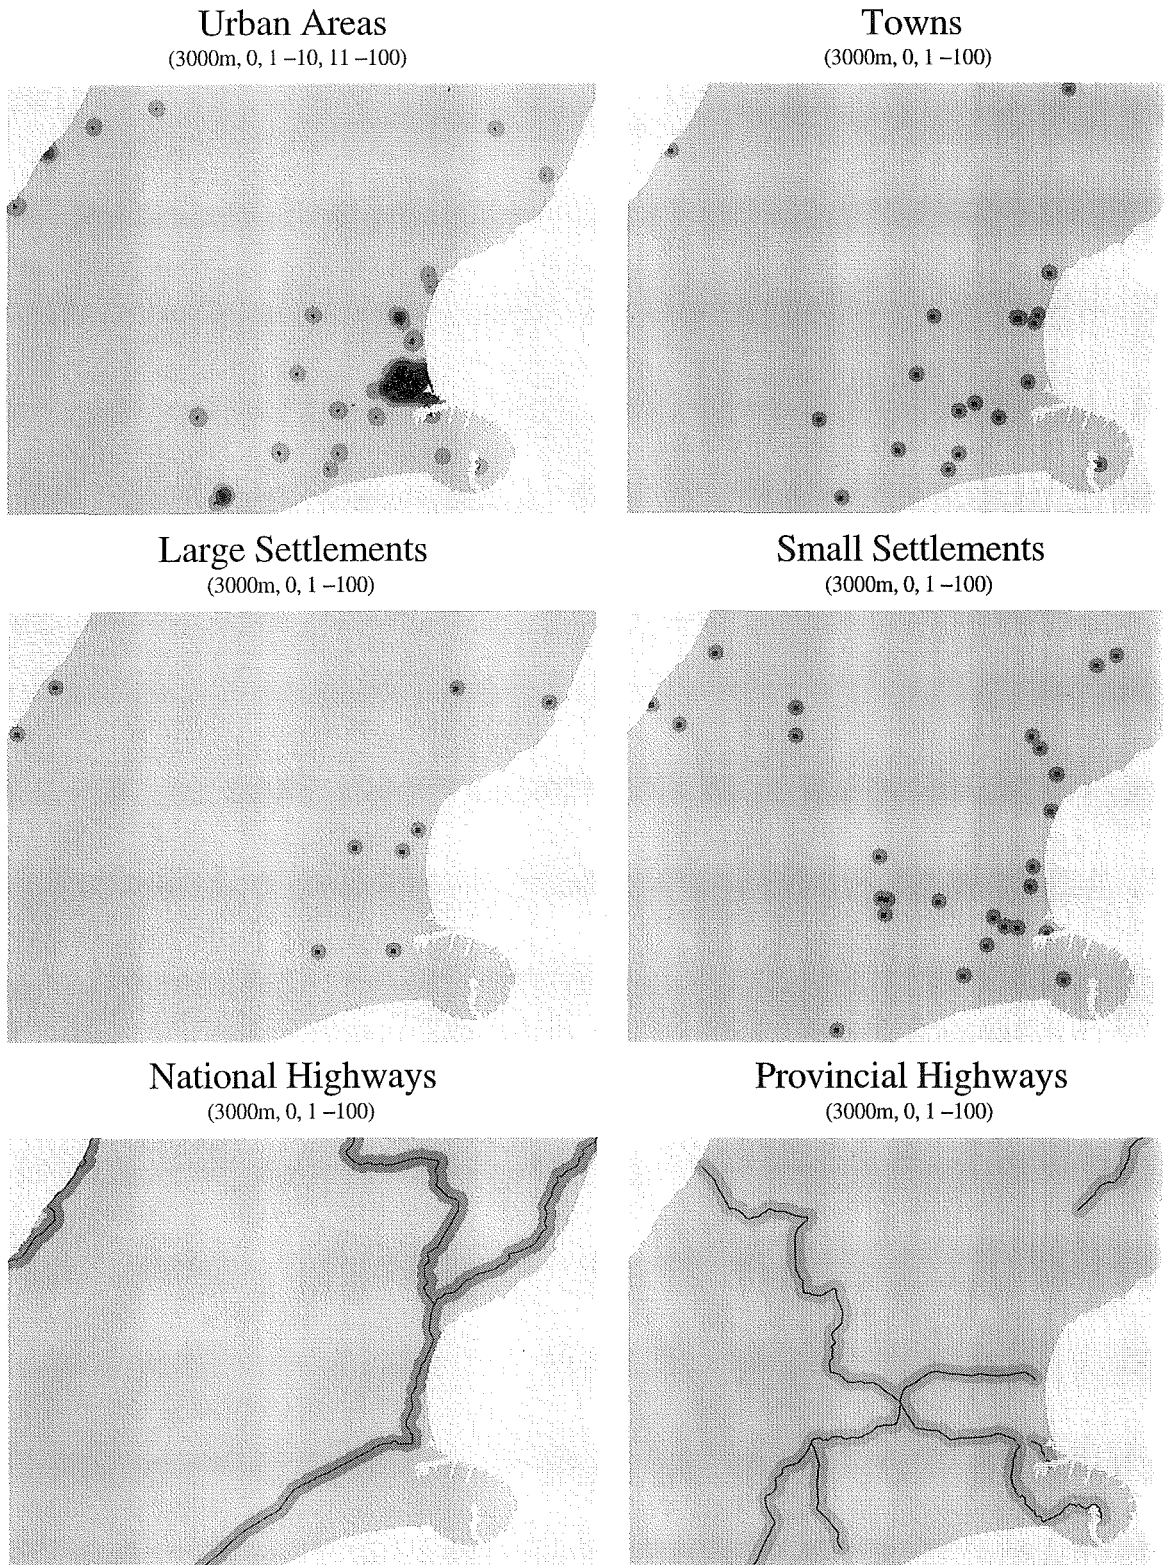 Urban Areas
(3000m, 0, 1 –10, 11 –100)
Towns
(3000m, 0, 1 –100)
Large Settlements
(3000m, 0, 1 –100)
Small Settlements
(3000m, 0, 1 –100)
National Highways
(3000m, 0, 1 –100)
Provincial Highways
(3000m, 0, 1 –100)